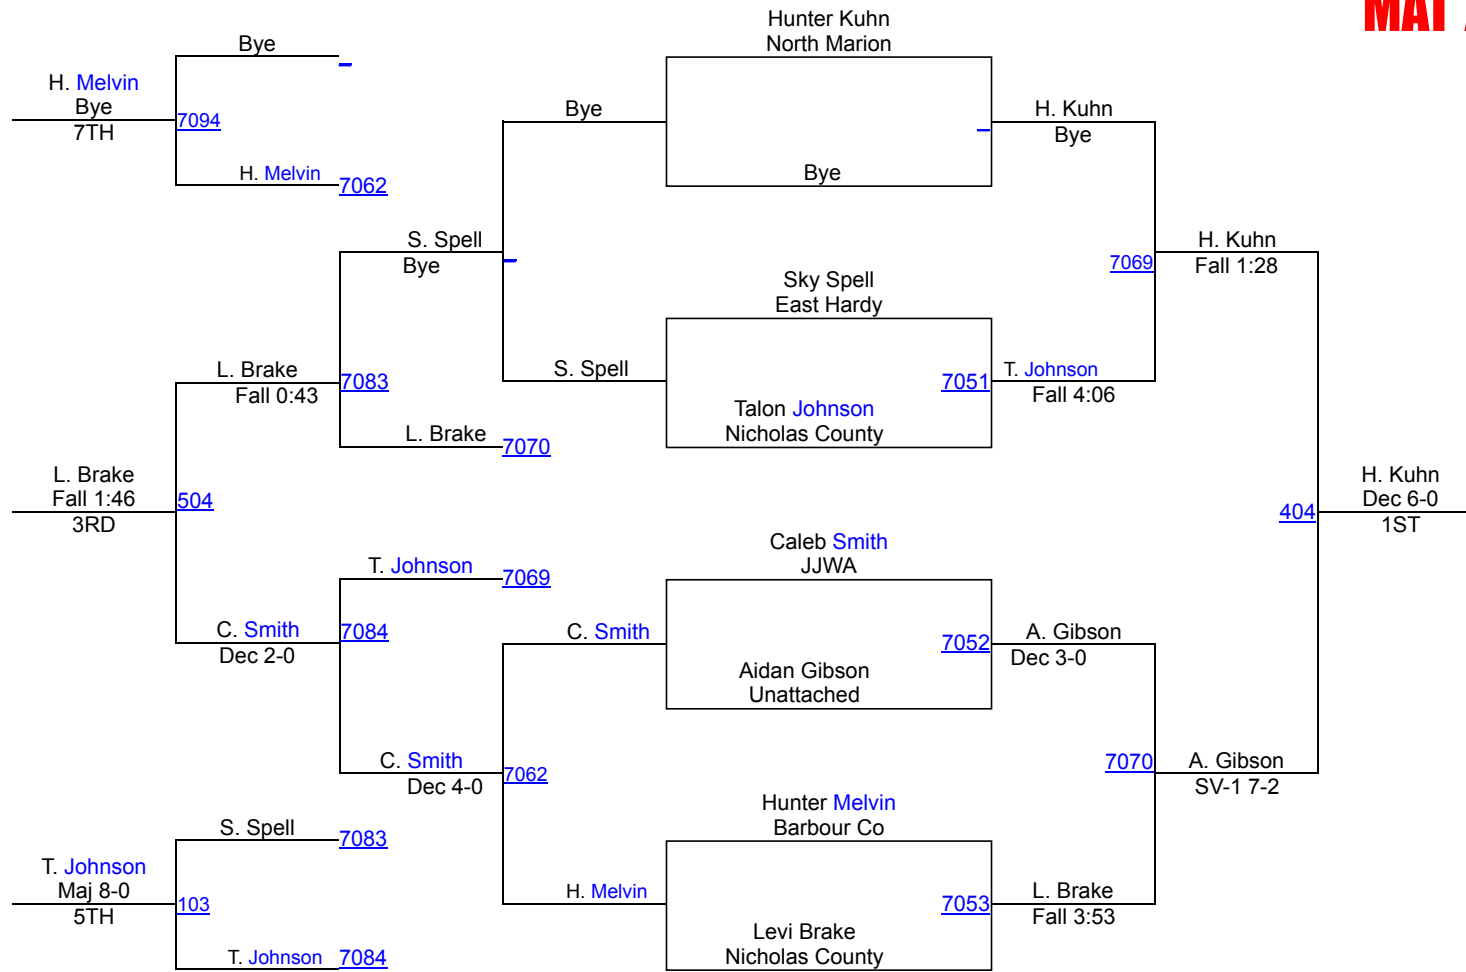 MAT
Hunter Kuhn
North Marion
Bye
H. Melvin
Bye
7TH
7094
H. Melvin 7062
Bye
H. Kuhn
Bye
Bye
S. Spell
Bye
Sky Spell
East Hardy
7069
H. Kuhn
Fall 1:28
L. Brake
Fall 0:43
7083
S. Spell
7051
T. Johnson
Fall 4:06
Talon Johnson
Nicholas County
L. Brake 7070
L. Brake
Fall 1:46
3RD
504
404
H. Kuhn
Dec 6-0
1ST
Caleb Smith
JJWA
T. Johnson 7069
C. Smith
Dec 2-0
7084
C. Smith
7052
A. Gibson
Dec 3-0
Aidan Gibson
Unattached
C. Smith
Dec 4-0
7062
7070
A. Gibson
SV-1 7-2
Hunter Melvin
Barbour Co
S. Spell 7083
T. Johnson
Maj 8-0
5TH
103
H. Melvin
7053
L. Brake
Fall 3:53
Levi Brake
Nicholas County
T. Johnson 7084